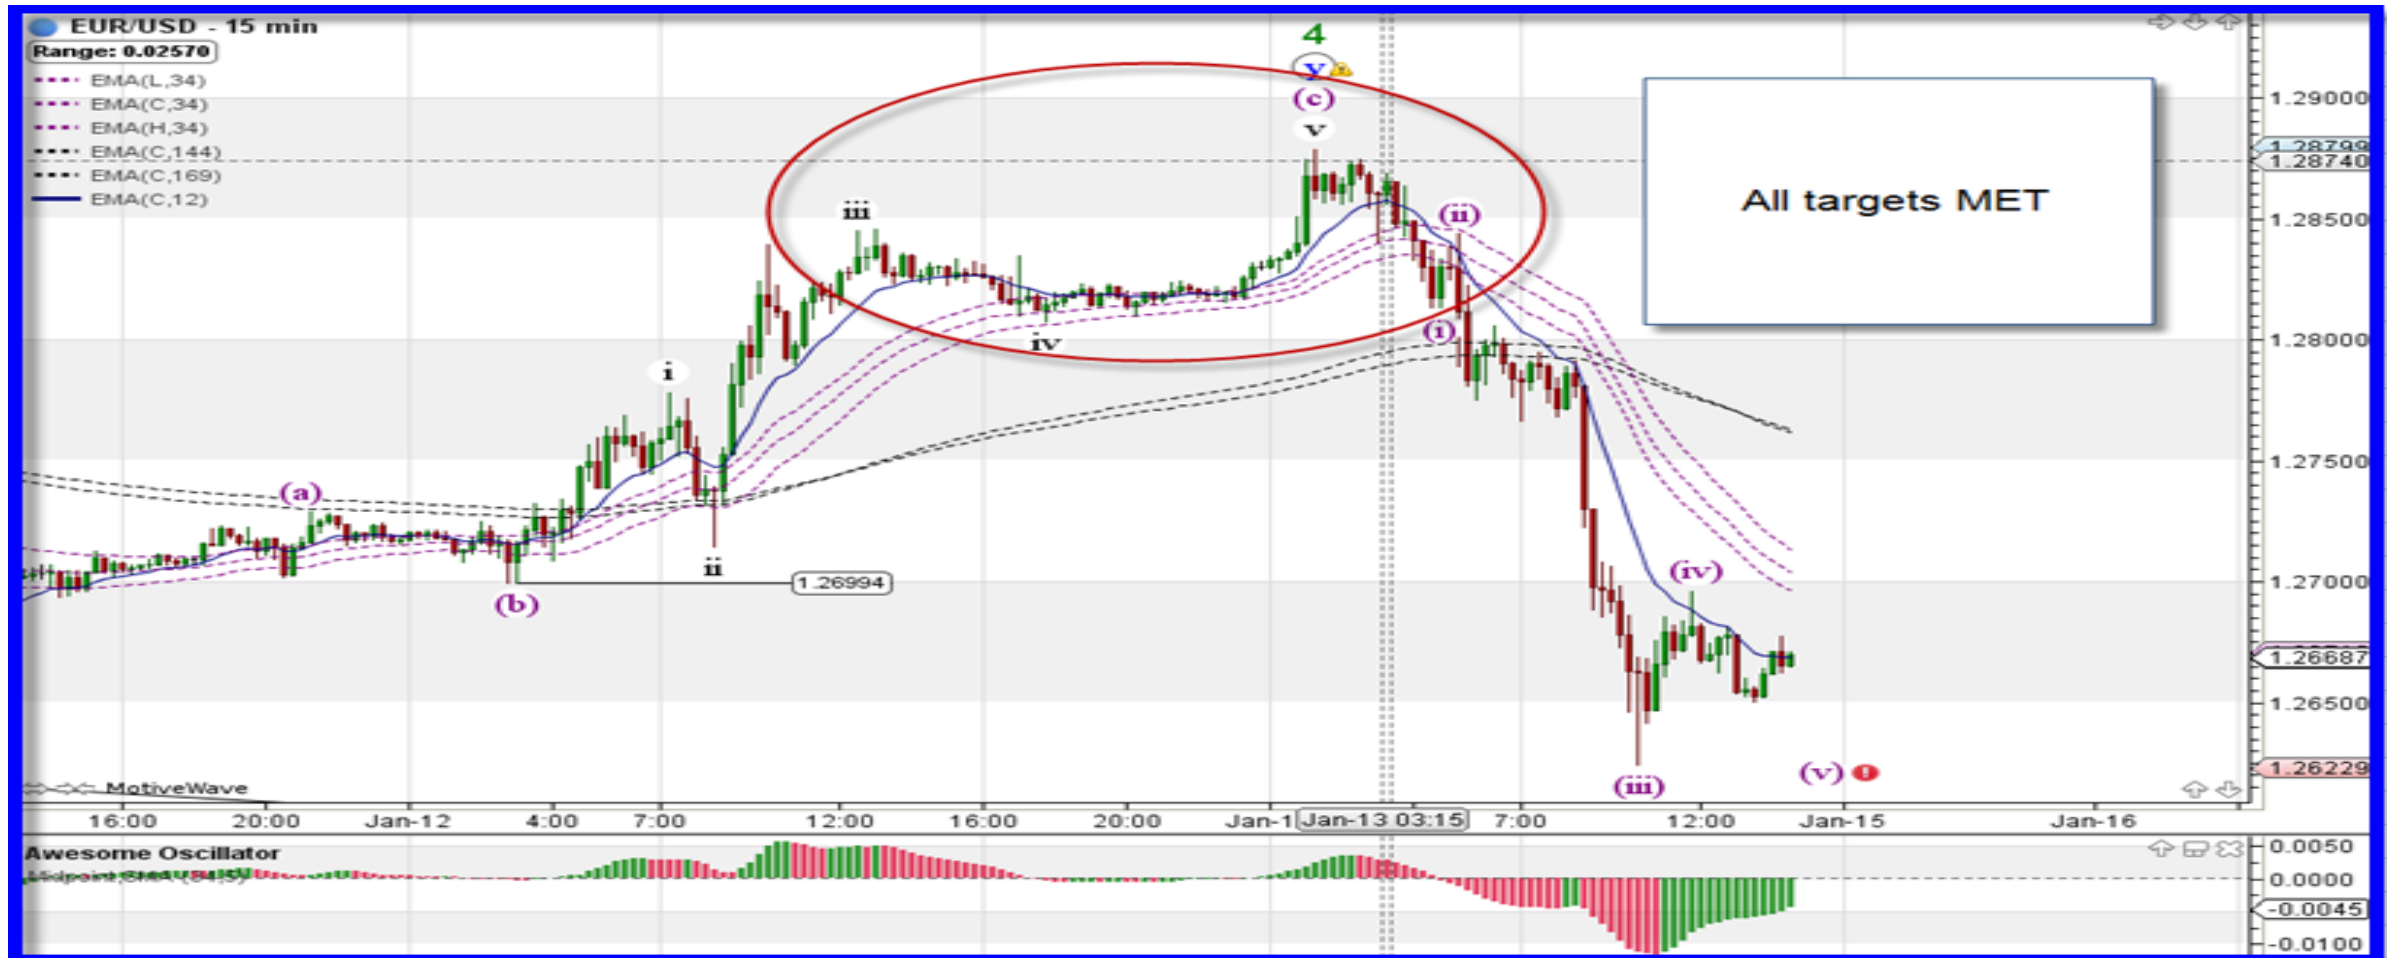 EUR/USD - 15 min
Range: 0.02570
EMA(L,34)
EMA(C,34)
EMA(H,34)
EMA(C,144)
EMA(C,169)
EMA(C,12)
4
y
(c)
v
All targets MET
iii
(ii)
(i)
iv
i
(a)
ii
(b)
1.26994
(iv)
(iii)
(v)
1.29000
1.28799
1.28740
1.28500
1.28000
1.27500
1.27000
1.26687
1.26500
1.26229
MotiveWave
16:00 20:00 Jan-12 4:00 7:00 12:00 16:00 20:00 Jan-1 Jan-13 03:15 7:00 12:00 Jan-15 Jan-16
Awesome Oscillator
0.0050
0.0000
-0.0045
-0.0100